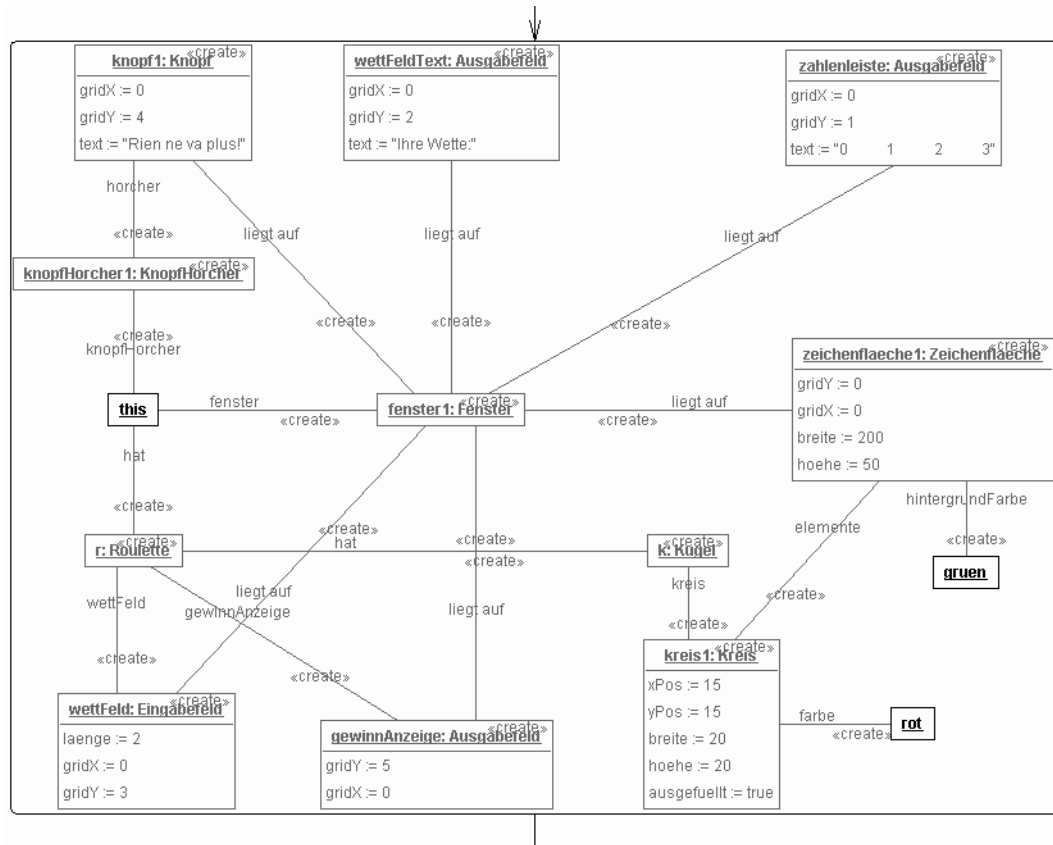 «create»
knopf1: Knopf
gridX := 0
gridY := 4
text := "Rien ne va plus!"
«create»
wettFeldText: Ausgabefeld
gridX := 0
gridY := 2
text := "Ihre Wette:"
«create»
zahlenleiste: Ausgabefeld
gridX := 0
gridY := 1
text := "0 1 2 3"
horcher
«create»
liegt auf
«create»
liegt auf
«create»
liegt auf
«create»
«create»
knopfHorcher1: KnopfHorcher
«create»
knopfHorcher
this
fenster
«create»
«create»
fenster1: Fenster
liegt auf
«create»
«create»
zeichenflaeche1: Zeichenflaeche
gridY := 0
gridX := 0
breite := 200
hoehe := 50
hat
«create»
hintergrundFarbe
«create»
gruen
elemente
«create»
«create»
r: Roulette
«create»
hat
«create»
«create»
«create»
k: Kugel
kreis
«create»
wettFeld
«create»
liegt auf
gewinnAnzeige
«create»
liegt auf
«create»
wettFeld: Eingabefeld
laenge := 2
gridX := 0
gridY := 3
«create»
gewinnAnzeige: Ausgabefeld
gridY := 5
gridX := 0
«create»
kreis1: Kreis
xPos := 15
yPos := 15
breite := 20
hoehe := 20
ausgefuellt := true
farbe
«create»
rot